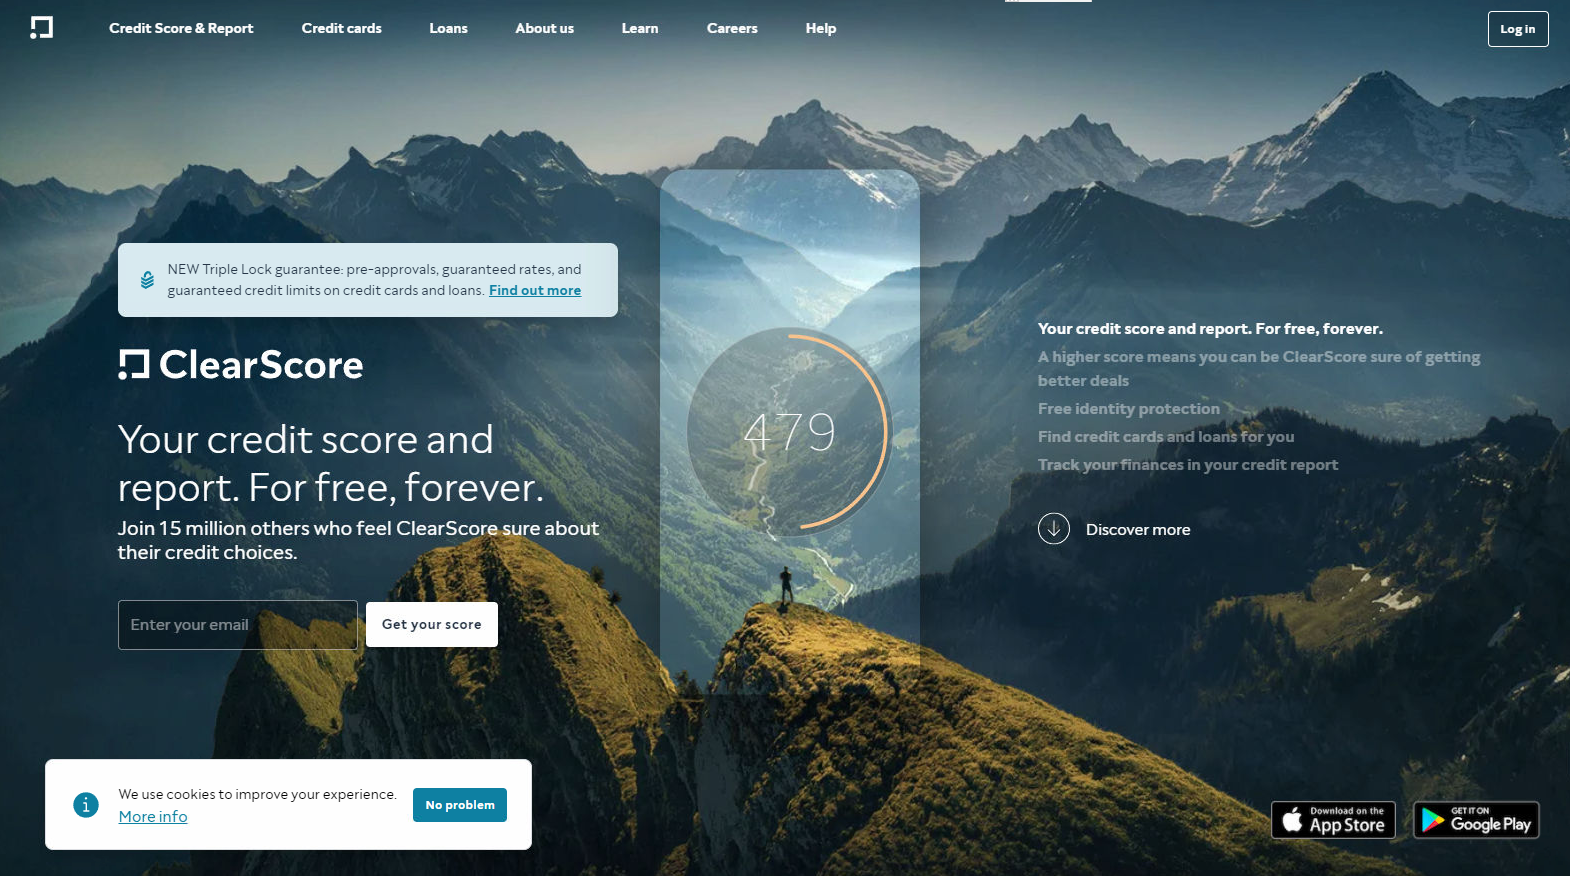 Credit Score & Report
Credit cards
Loans
About us
Learn
Careers
Help
Log in
NEW Triple Lock guarantee: pre-approvals, guaranteed rates, and
guaranteed credit limits on credit cards and loans. Find out more
ClearScore
Your credit score and
report. For free, forever.
Join 15 million others who feel ClearScore sure about
their credit choices.
Enter your email
Get your score
479
Your credit score and report. For free, forever.
A higher score means you can be ClearScore sure of getting
better deals
Free identity protection
Find credit cards and loans for you
Track your finances in your credit report
Discover more
We use cookies to improve your experience.
More info
No problem
Download on the
App Store
GET IT ON
Google Play